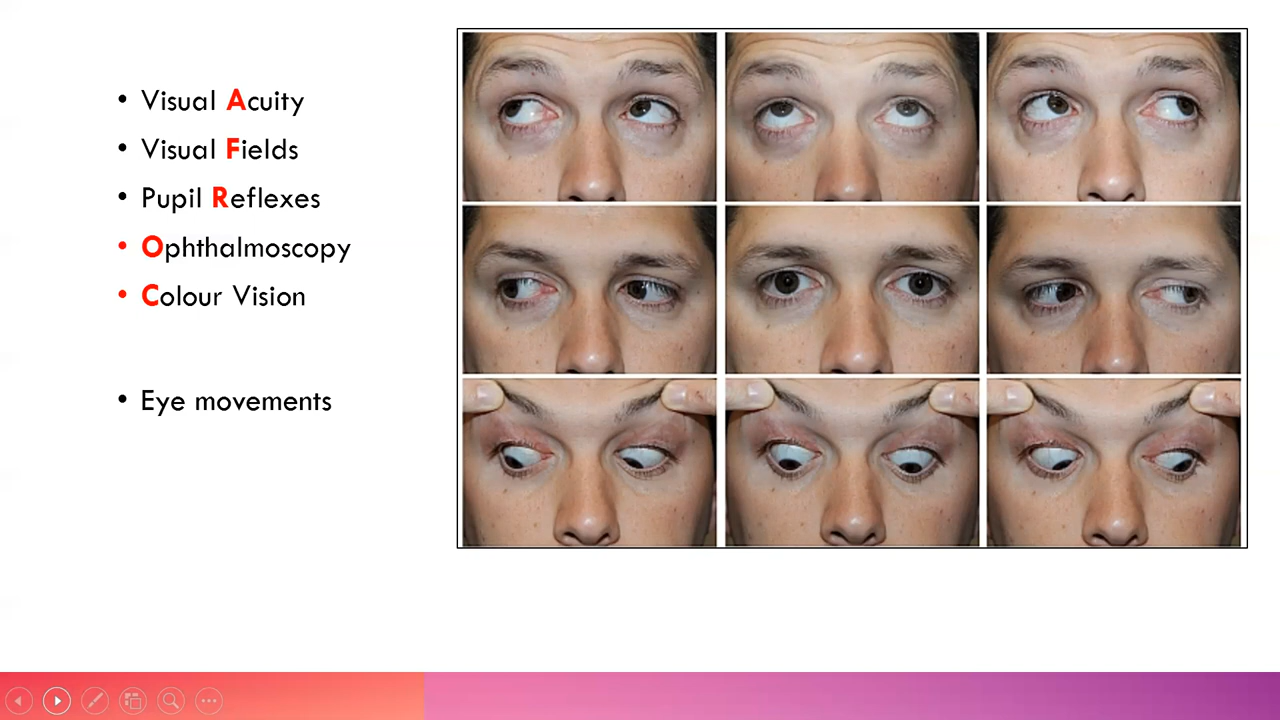 • Visual Acuity
• Visual Fields
• Pupil Reflexes
• Ophthalmoscopy
• Colour Vision
• Eye movements